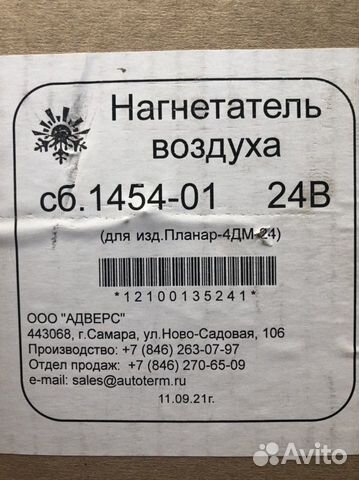 Нагнетатель
воздуха
сб.1454-01 24В
(для изд.Планар-4ДМ-24)
*12100135241*
ООО "АДВЕРС"
443068, г.Самара, ул.Ново-Садовая, 106
Производство: +7 (846) 263-07-97
Отдел продаж: +7 (846) 270-65-09
e-mail: sales@autoterm.ru
11.09.21г.
Avito